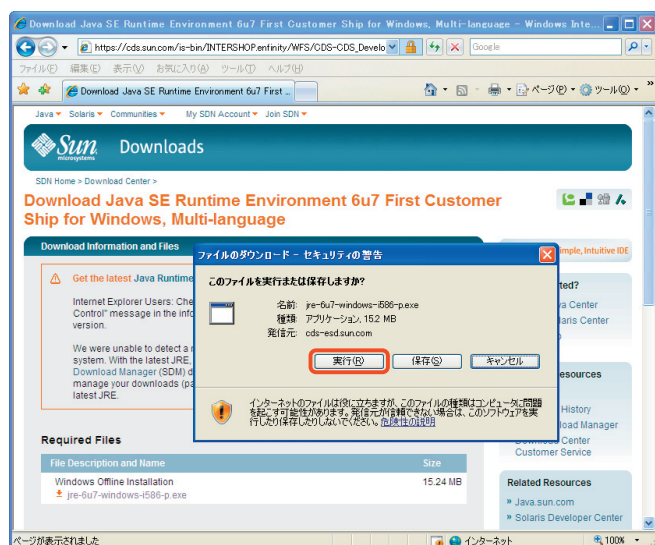 Download Java SE Runtime Environment 6u7 First Customer Ship for Windows, Multi-language - Windows Inte...
https://cds.sun.com/is-bin/INTERSHOP.enfinity/WFS/CDS-CDS_Develo
Google
ファイル(F) 編集(E) 表示(V) お気に入り(A) ツール(T) ヘルプ(H)
Download Java SE Runtime Environment 6u7 First ...
ページ(P) ツール(O) »
Java Solaris Communities My SDN Account Join SDN
Sun
microsystems
Downloads
SDN Home > Download Center >
Download Java SE Runtime Environment 6u7 First Customer
Ship for Windows, Multi-language
Download Information and Files
imple, Intuitive IDE
Get the latest Java Runtime
Internet Explorer Users: Che
Control" message in the info
version.
We were unable to detect a
system. With the latest JRE,
Download Manager (SDM) d
manage your downloads (pa
latest JRE.
ファイルのダウンロード - セキュリティの警告
このファイルを実行または保存しますか?
名前: jre-6u7-windows-i586-p.exe
種類: アプリケーション, 15.2 MB
発信元: cds-esd.sun.com
実行(R) 保存(S) キャンセル
インターネットのファイルは役に立ちますが、このファイルの種類はコンピュータに問題
を起こす可能性があります。発信元が信頼できない場合は、このソフトウェアを実
行したり保存したりしないでください。危険性の説明
ted?
va Center
laris Center
esources
History
load Manager
Download Center
Customer Service
Required Files
File Description and Name Size
Windows Offline Installation 15.24 MB
jre-6u7-windows-i586-p.exe
Related Resources
» Java.sun.com
» Solaris Developer Center
ページが表示されました
インターネット
100%